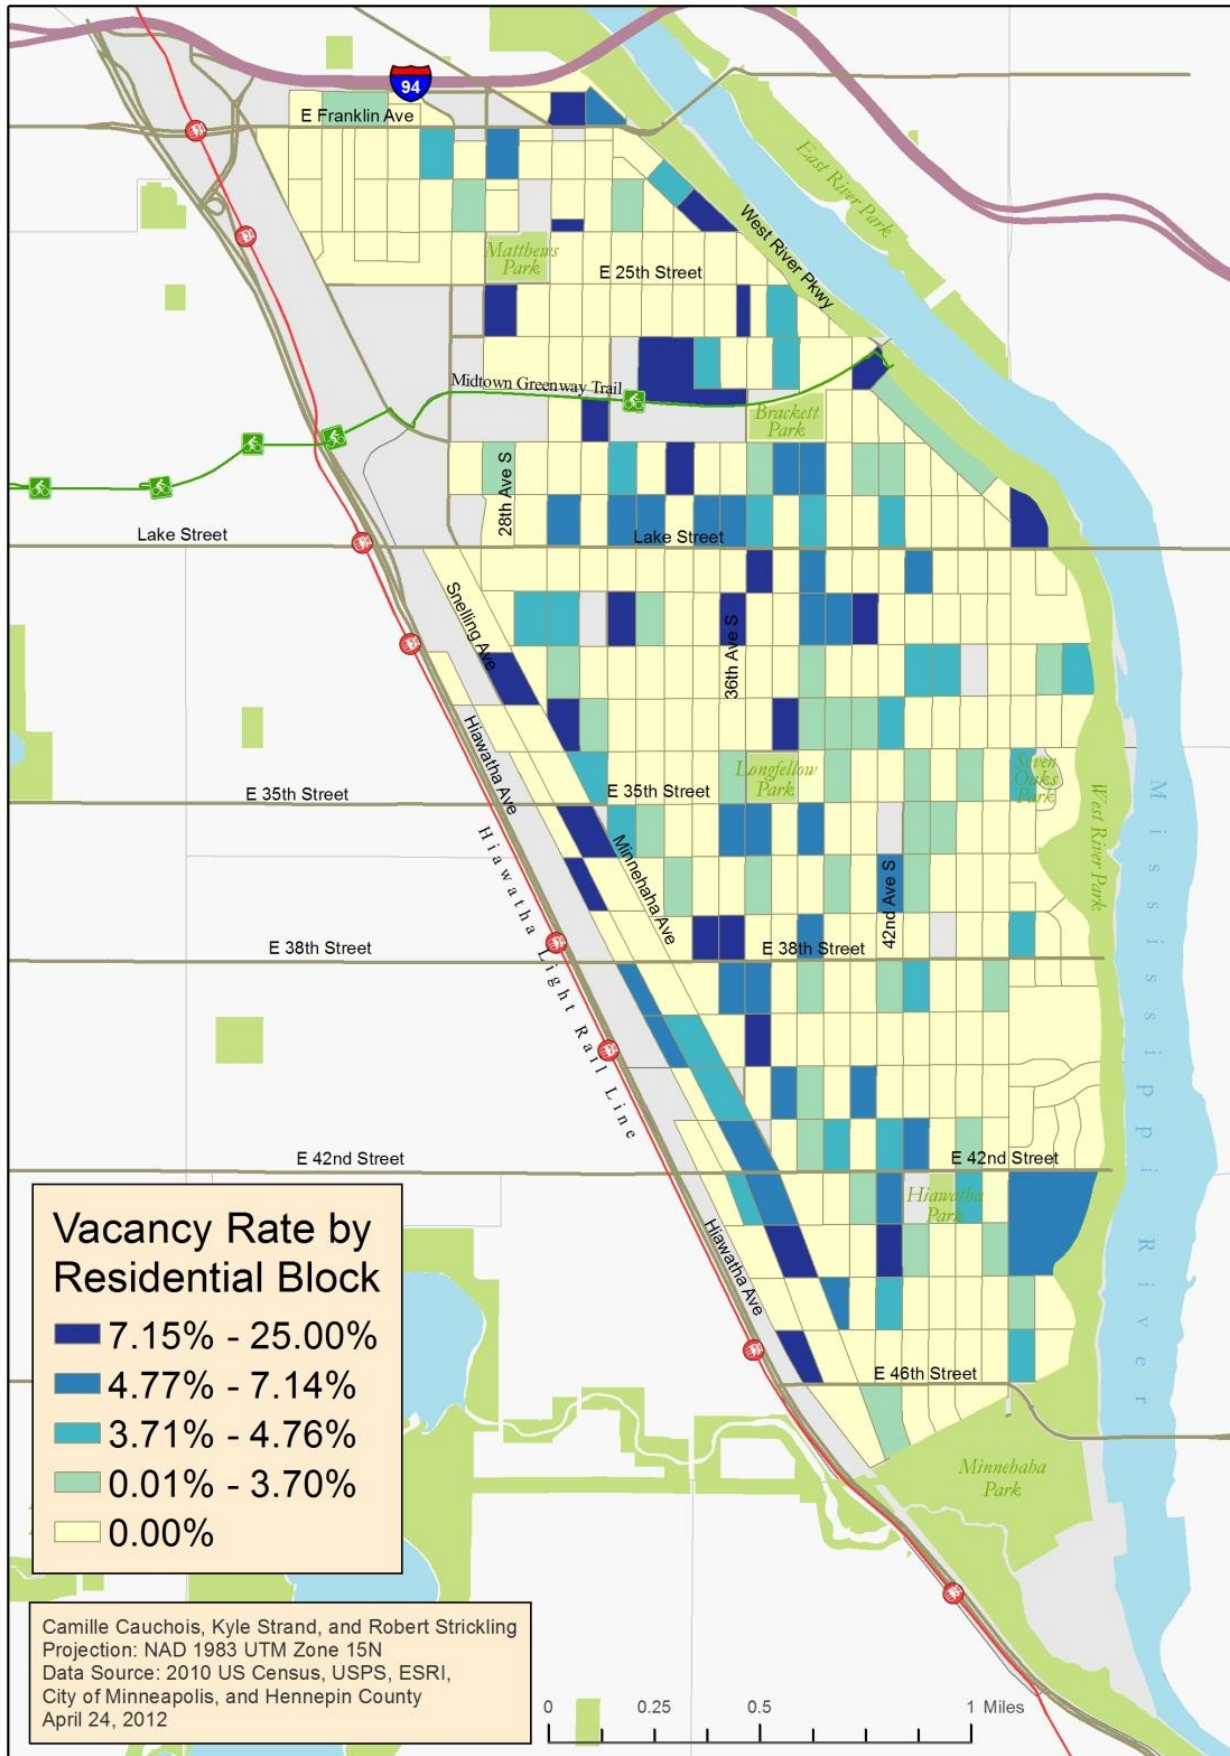 94
E Franklin Ave
East River Park
West River Pkwy
Matthews
Park
E 25th Street
Midtown Greenway Trail
Brackett
Park
28th Ave S
Lake Street
Lake Street
Snelling Ave
36th Ave S
Hiawatha Ave
Longfellow
Park
Seven
Oaks
Park
E 35th Street
E 35th Street
Minnehaha Ave
West River Park
Mississippi River
Hiawatha Light Rail Line
42nd Ave S
E 38th Street
E 38th Street
E 42nd Street
E 42nd Street
Hiawatha
Park
Hiawatha Ave
E 46th Street
Minnehaha
Park
Vacancy Rate by
Residential Block
7.15% - 25.00%
4.77% - 7.14%
3.71% - 4.76%
0.01% - 3.70%
0.00%
Camille Cauchois, Kyle Strand, and Robert Strickling
Projection: NAD 1983 UTM Zone 15N
Data Source: 2010 US Census, USPS, ESRI,
City of Minneapolis, and Hennepin County
April 24, 2012
0 0.25 0.5 1 Miles